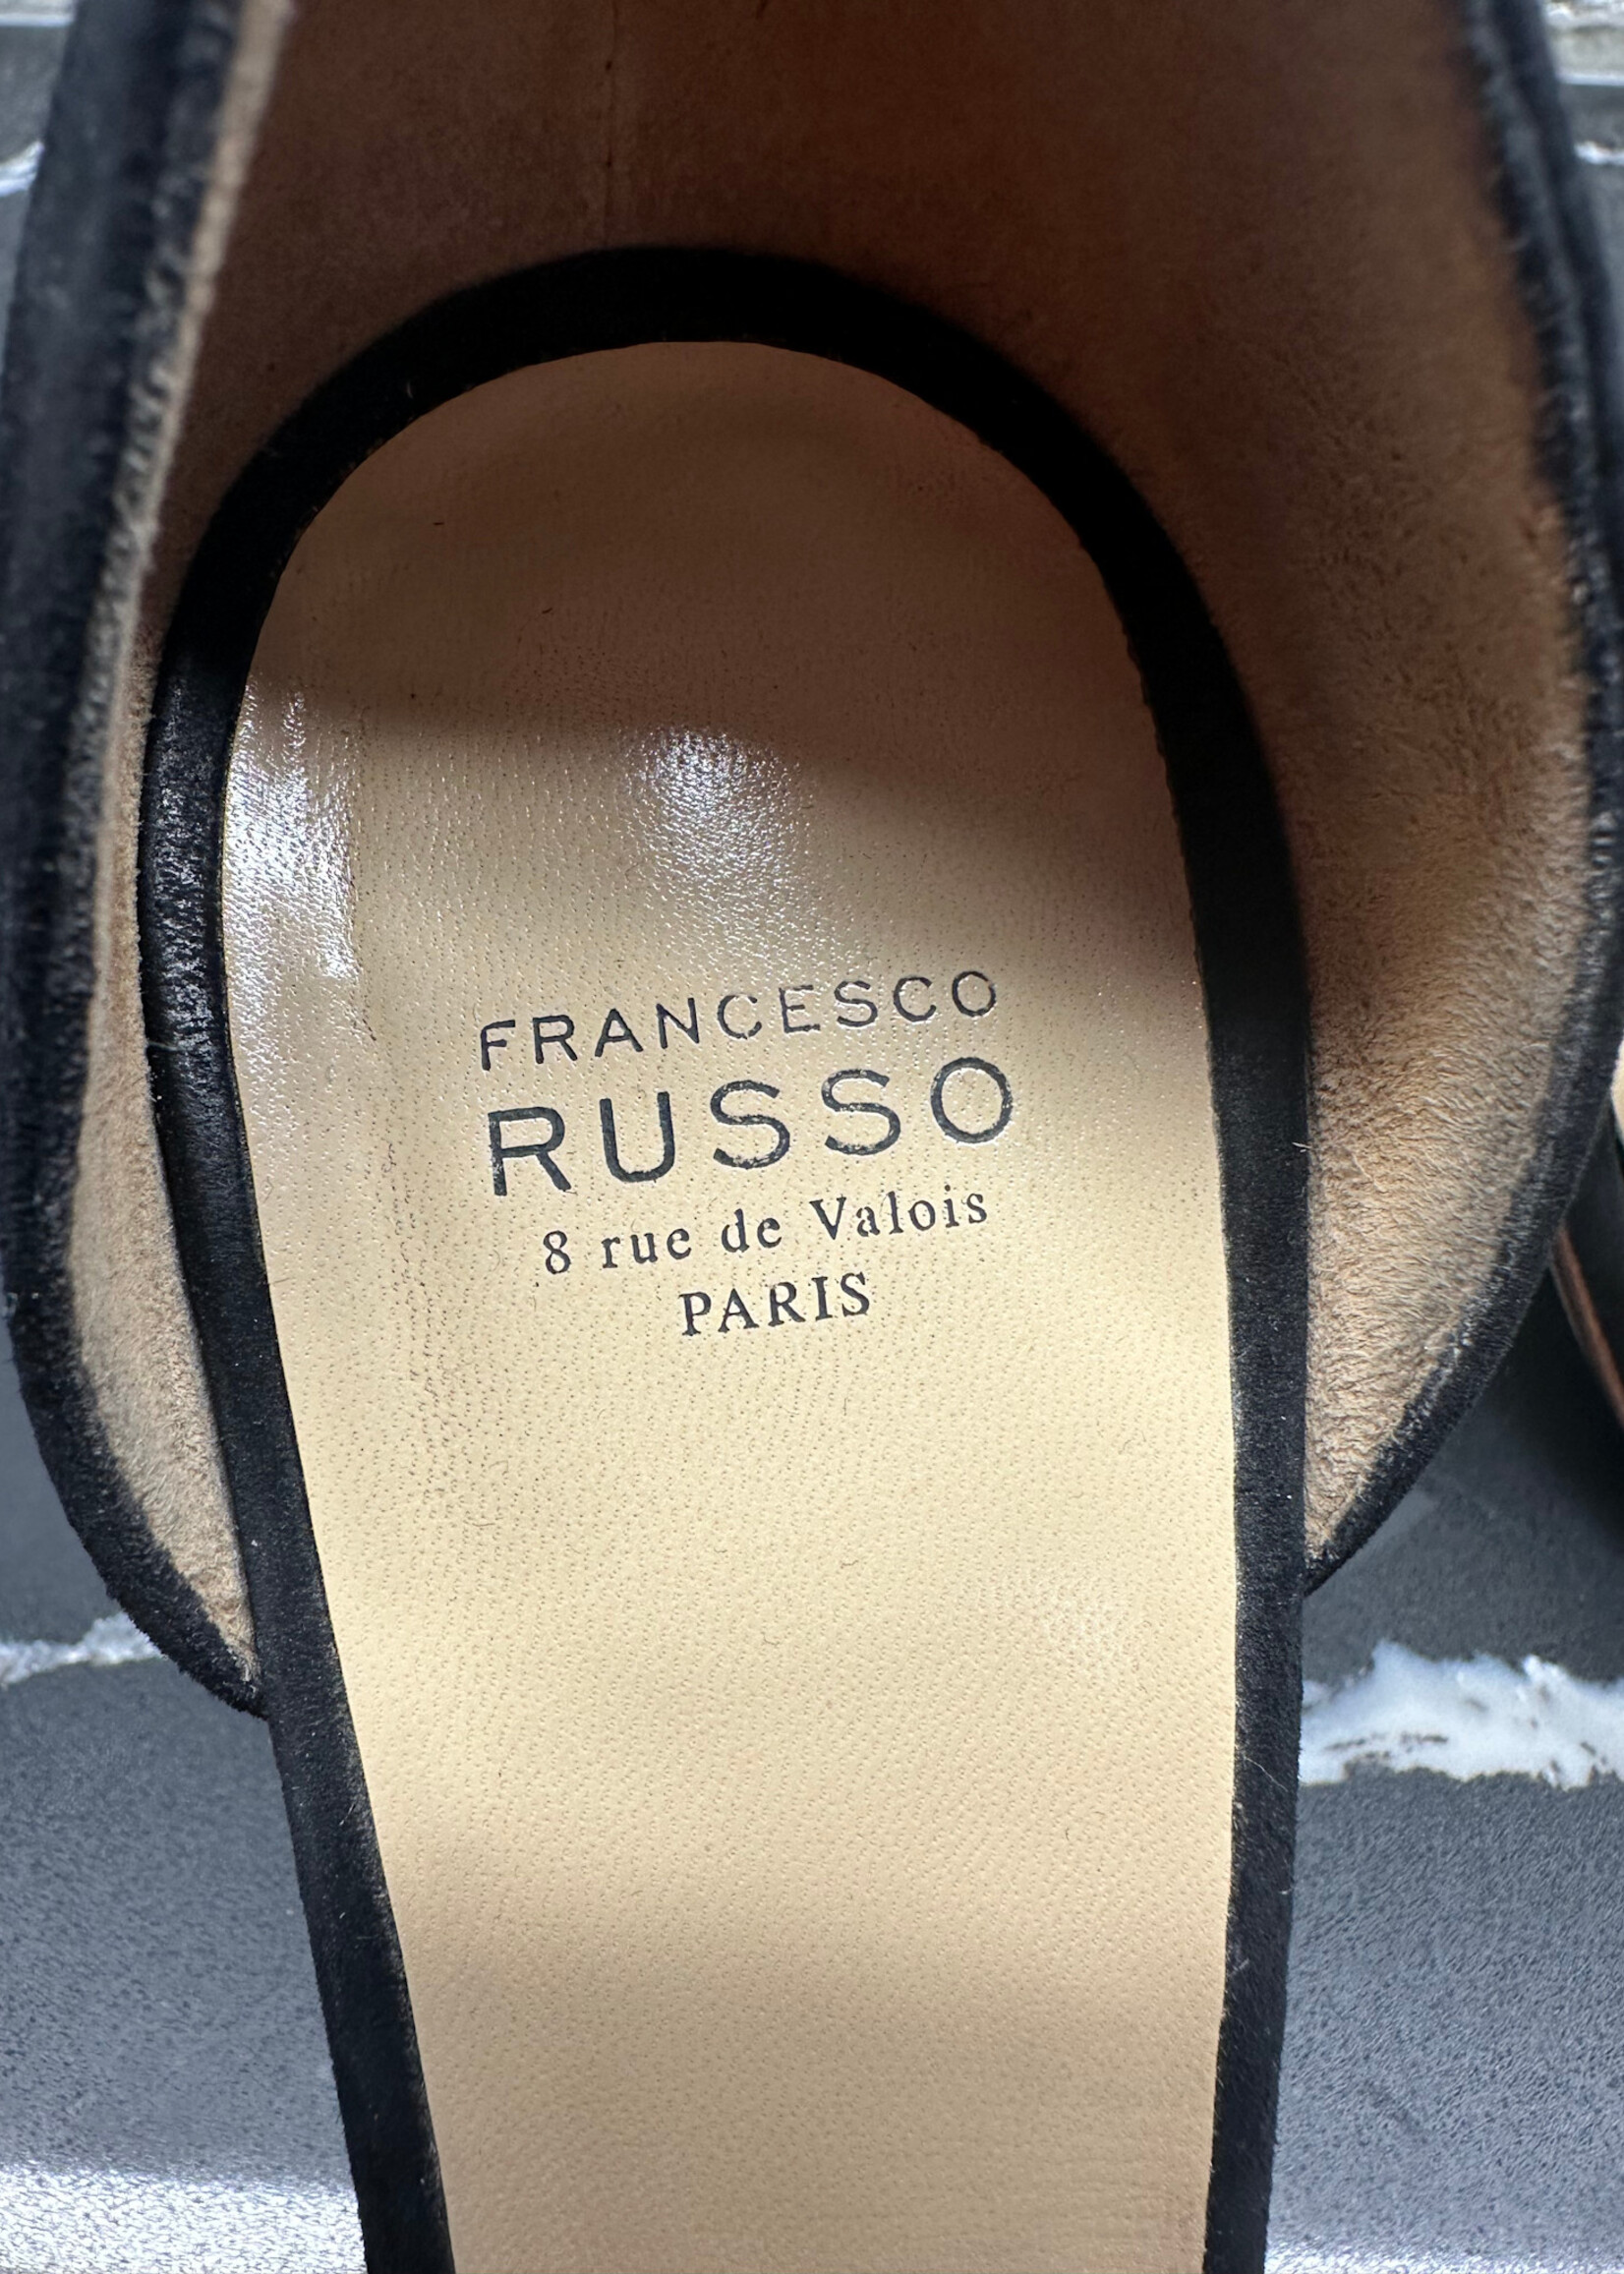 FRANCESCO
RUSSO
8 rue de Valois
PARIS